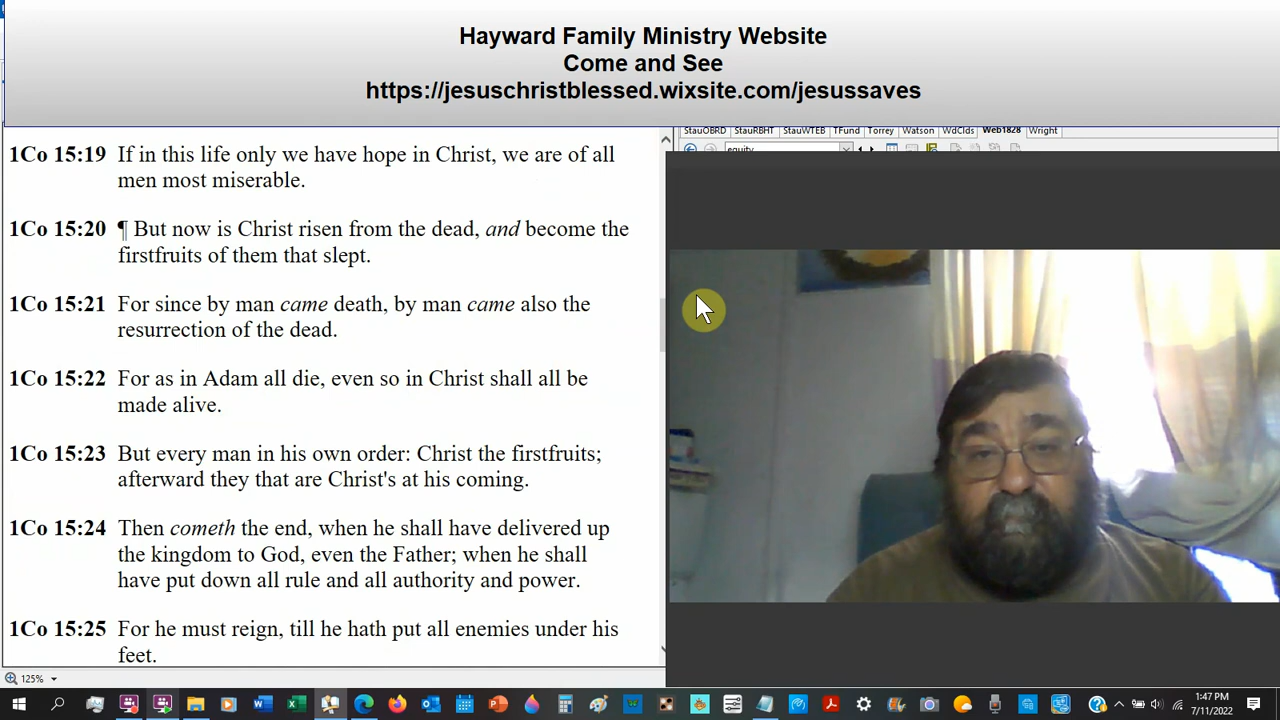 Hayward Family Ministry Website
Come and See
https://jesuschristblessed.wixsite.com/jesussaves
StauOBRD StauRBHT StauWTEB TFund Torrey Watson WdClds Web1828 Wright
equity
1Co 15:19 If in this life only we have hope in Christ, we are of all
men most miserable.
1Co 15:20 ¶ But now is Christ risen from the dead, and become the
firstfruits of them that slept.
1Co 15:21 For since by man came death, by man came also the
resurrection of the dead.
1Co 15:22 For as in Adam all die, even so in Christ shall all be
made alive.
1Co 15:23 But every man in his own order: Christ the firstfruits;
afterward they that are Christ's at his coming.
1Co 15:24 Then cometh the end, when he shall have delivered up
the kingdom to God, even the Father; when he shall
have put down all rule and all authority and power.
1Co 15:25 For he must reign, till he hath put all enemies under his
feet.
125%
1:47 PM
7/11/2022